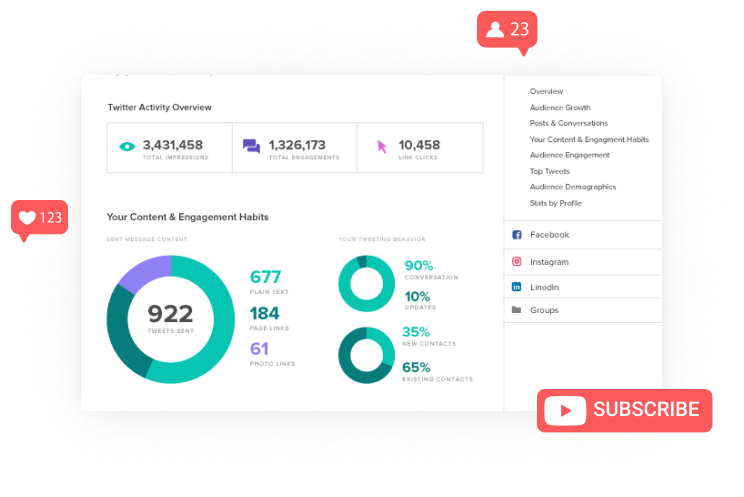 23
Twitter Activity Overview
3,431,458
TOTAL IMPRESSIONS
1,326,173
TOTAL ENGAGEMENTS
10,458
LINK CLICKS
Overview
Audience Growth
Posts & Conversations
Your Content & Engagment Habits
Audience Engagement
Top Tweets
Audience Demographics
Stats by Profile
Facebook
Instagram
LinedIn
Groups
123
Your Content & Engagement Habits
SENT MESSAGE CONTENT
922
TWEETS SENT
677
PLAIN TEXT
184
PAGE LINKS
61
PHOTO LINKS
YOUR TWEETING BEHAVIOR
90%
CONVERSATION
10%
UPDATES
35%
NEW CONTACTS
65%
EXISTING CONTACTS
SUBSCRIBE